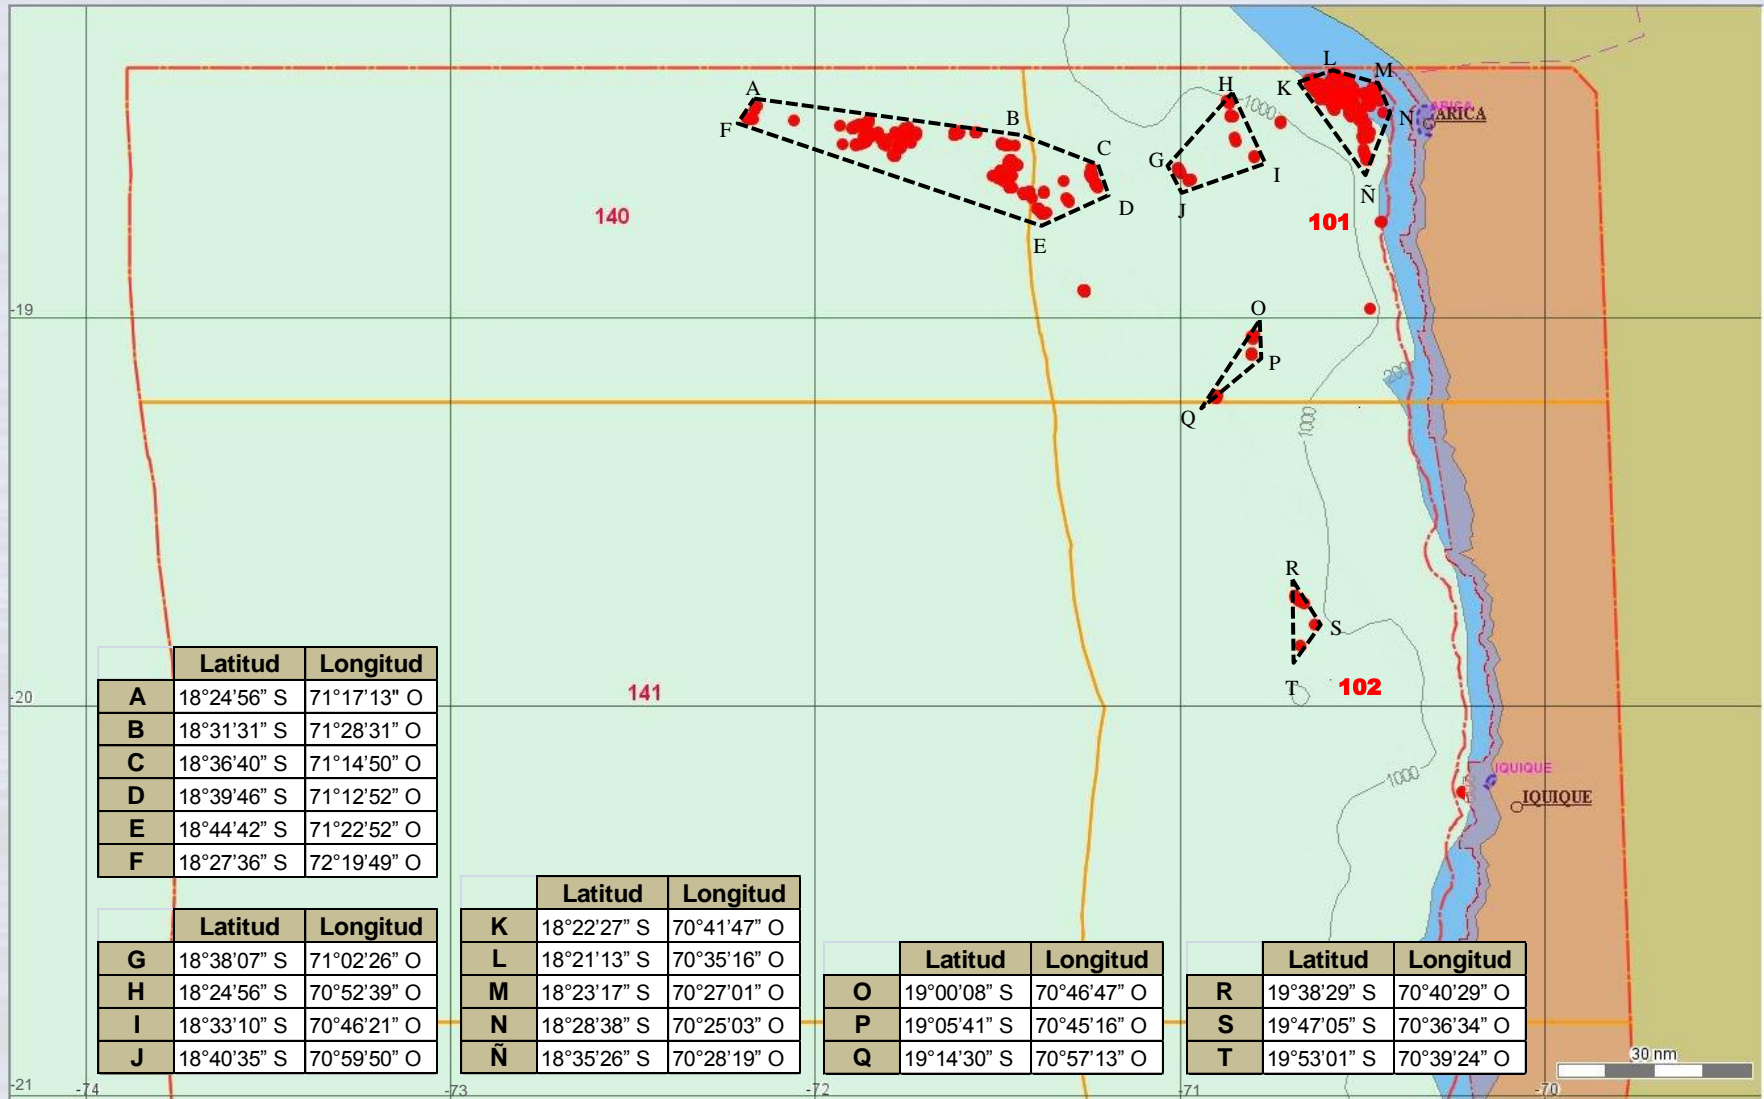 L
A
H
K
M
1000
ARICA
F
B
N
ARICA
C
G
I
Ñ
140
D
J
101
E
-19
O
P
200
Q
1000
R
S
141
T
102
-20
IQUIQUE
1000
IQUIQUE
Latitud Longitud
A 18°24'56” S 71°17'13" O
B 18°31'31” S 71°28'31” O
C 18°36'40” S 71°14'50” O
D 18°39'46” S 71°12'52” O
E 18°44'42” S 71°22'52” O
F 18°27'36” S 72°19'49” O
Latitud Longitud
G 18°38'07” S 71°02'26” O
H 18°24'56” S 70°52'39” O
I 18°33'10” S 70°46'21” O
J 18°40'35” S 70°59'50” O
Latitud Longitud
K 18°22'27” S 70°41'47” O
L 18°21'13” S 70°35'16” O
M 18°23'17” S 70°27'01” O
N 18°28'38” S 70°25'03” O
Ñ 18°35'26” S 70°28'19” O
Latitud Longitud
O 19°00'08” S 70°46'47” O
P 19°05'41” S 70°45'16” O
Q 19°14'30” S 70°57'13” O
Latitud Longitud
R 19°38'29” S 70°40'29” O
S 19°47'05” S 70°36'34” O
T 19°53'01” S 70°39'24” O
30 nm
-21
-74
-73
-72
-71
-70